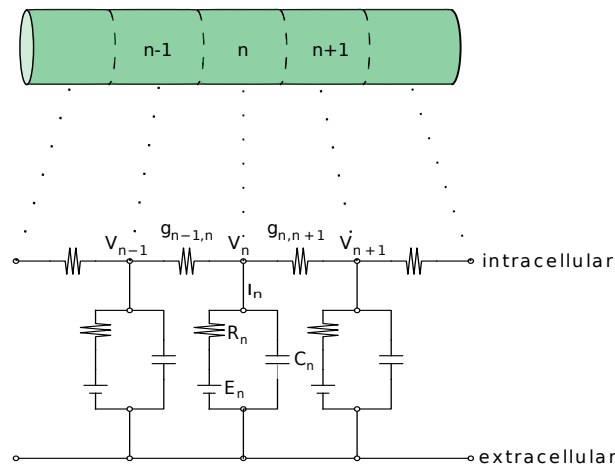 n-1 n n+1
g_{n−1,n} g_{n,n+1}
V_{n−1} V_n V_{n+1}
intracellular
I_n
R_n
C_n
E_n
extracellular